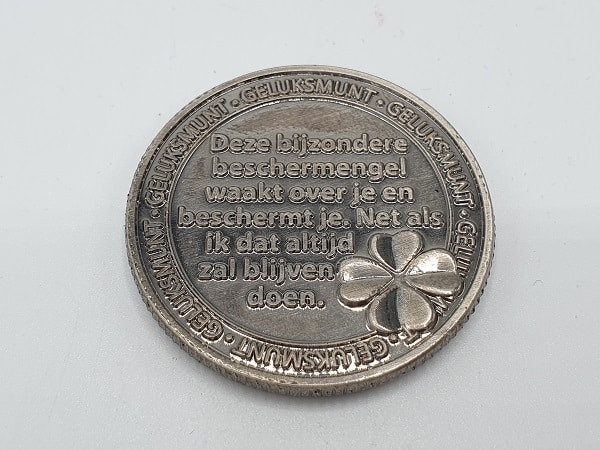 GELUKSMUNT · GELUKSMUNT · GELUKSMUNT · GELUKSMUNT · GELUKSMUNT · GELUKSMUNT ·
Deze bijzondere
beschermengel
waakt over je en
beschermt je. Net als
ik dat altijd
zal blijven
doen.